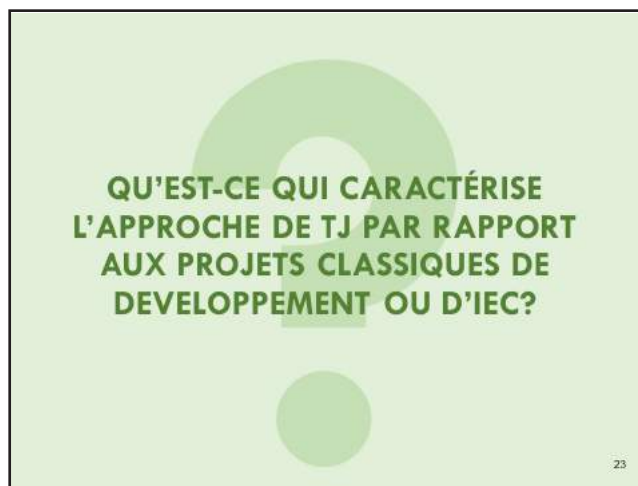 QU'EST-CE QUI CARACTÉRISE
L'APPROCHE DE TJ PAR RAPPORT
AUX PROJETS CLASSIQUES DE
DEVELOPPEMENT OU D'IEC?
23